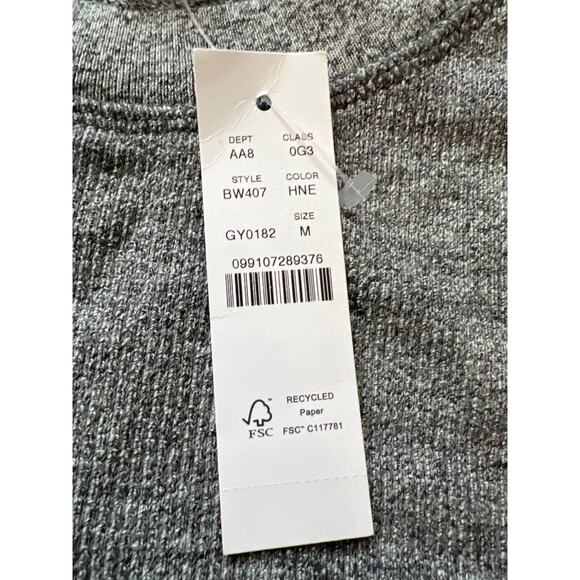 DEPT CLASS
AA8 0G3
STYLE COLOR
BW407 HNE
SIZE
GY0182 M
099107289376
RECYCLED
Paper
FSC™ C117781
FSC